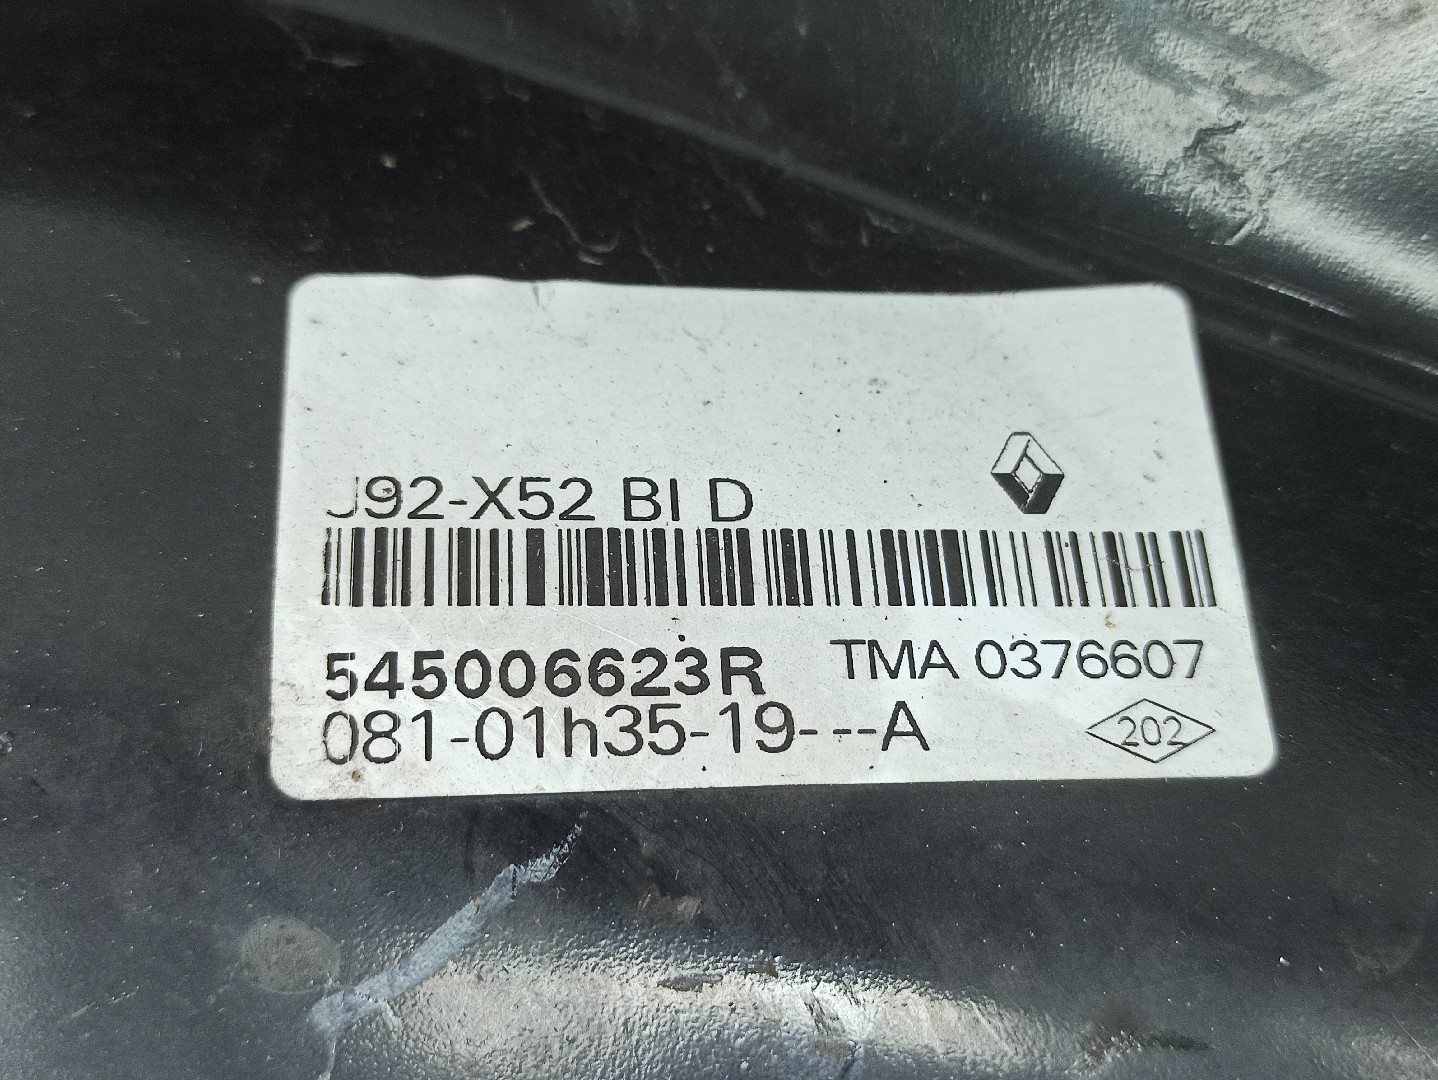 J92-X52 BI D
545006623R TMA 0376607
081-01h35-19---A 202